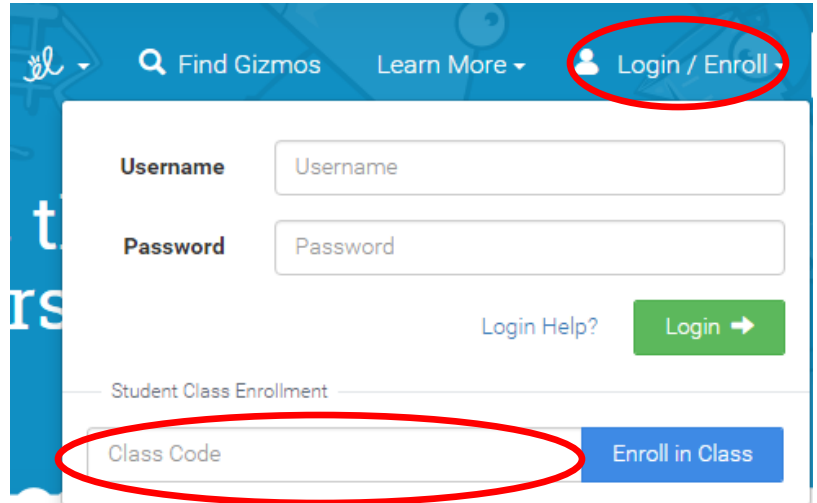 Find Gizmos Learn More Login / Enroll
Username Username
Password Password
Login Help? Login
Student Class Enrollment
Class Code Enroll in Class